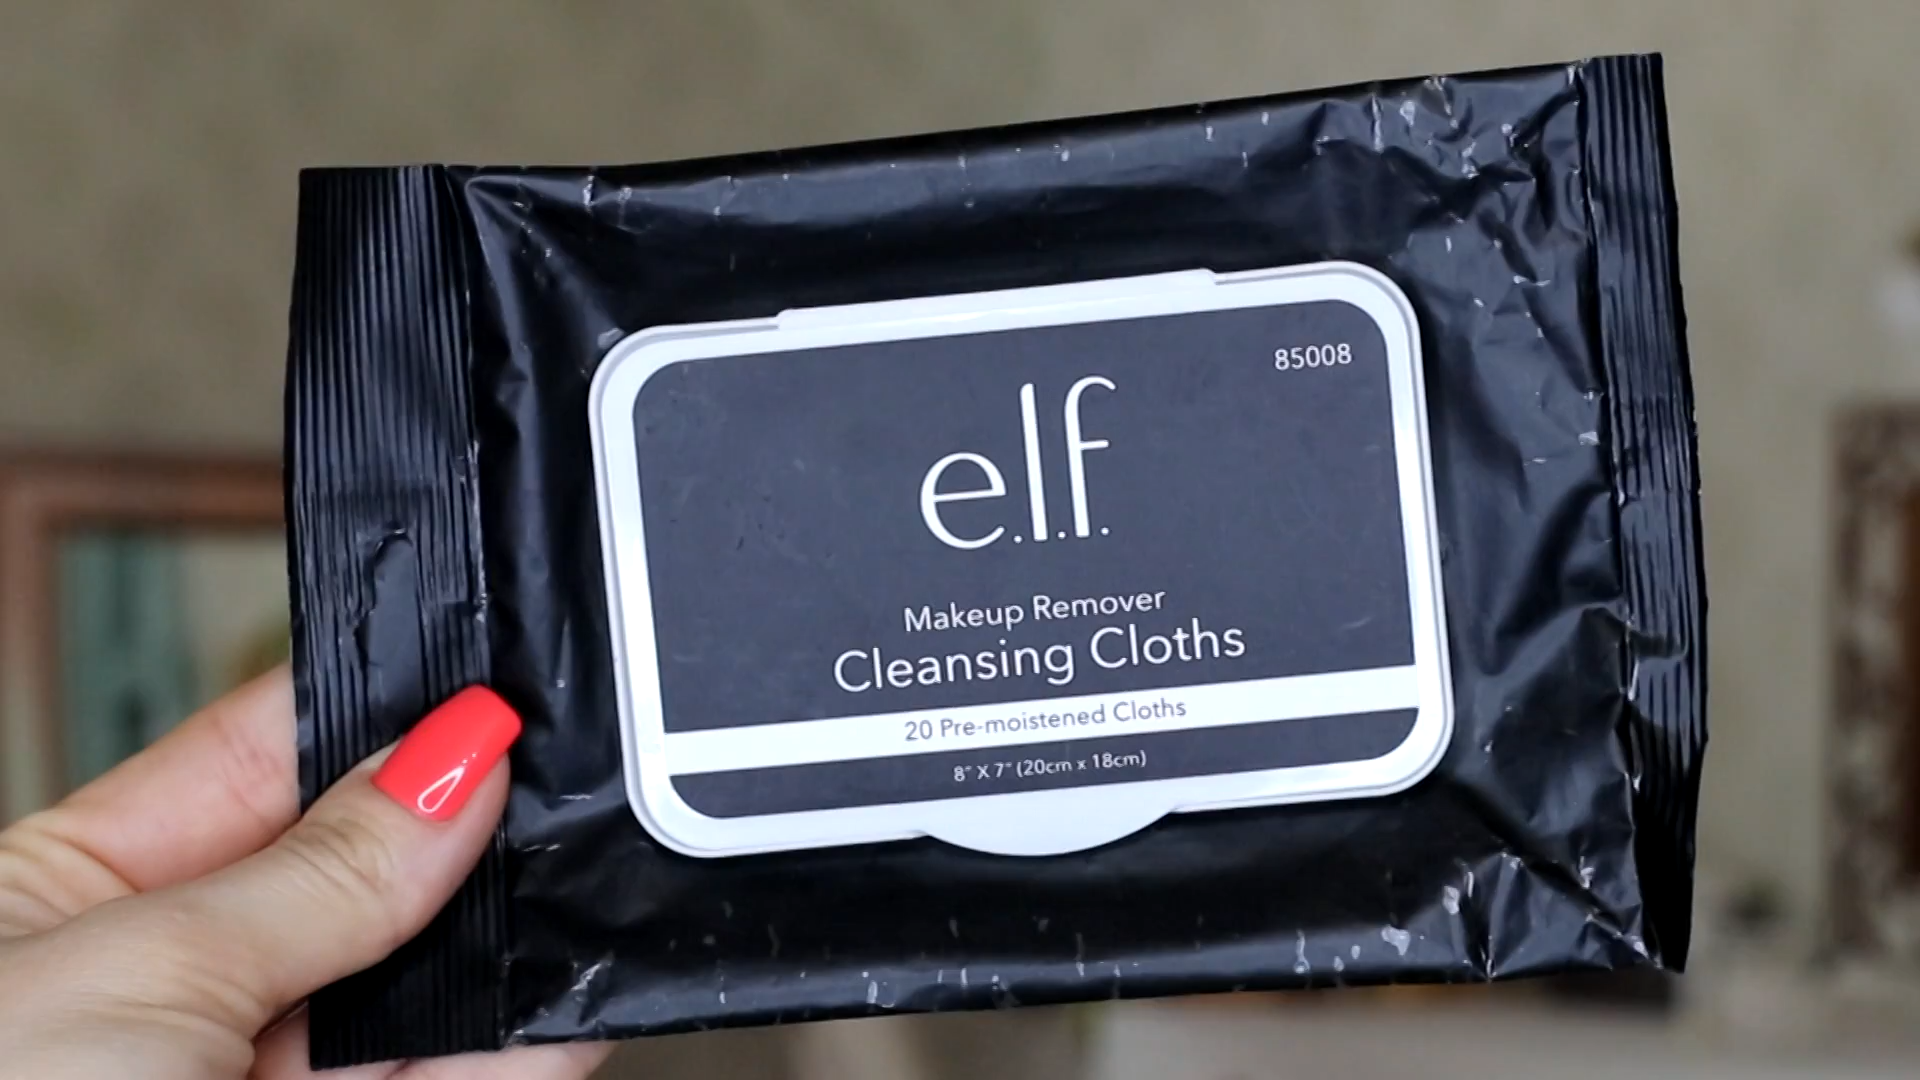 85008
e.l.f.
Makeup Remover
Cleansing Cloths
20 Pre-moistened Cloths
8" X 7" (20cm x 18cm)